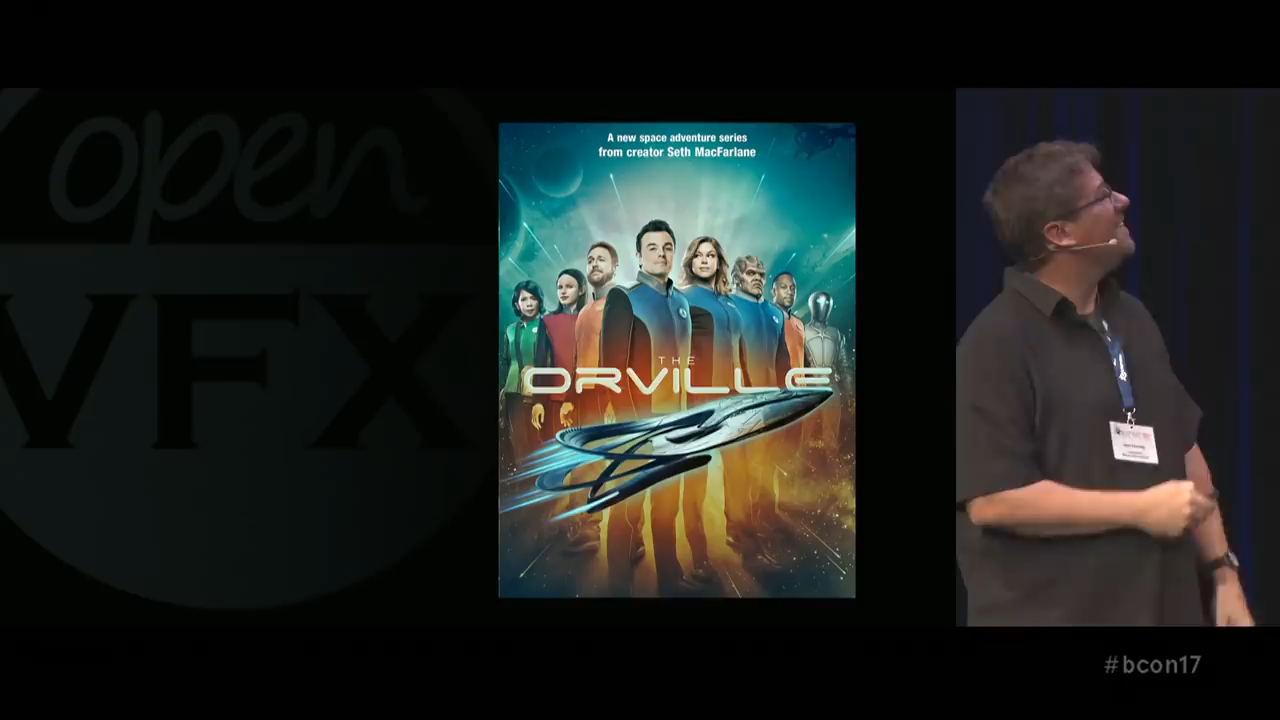 open
VFX
A new space adventure series
from creator Seth MacFarlane
THE
ORVILLE
#bcon17